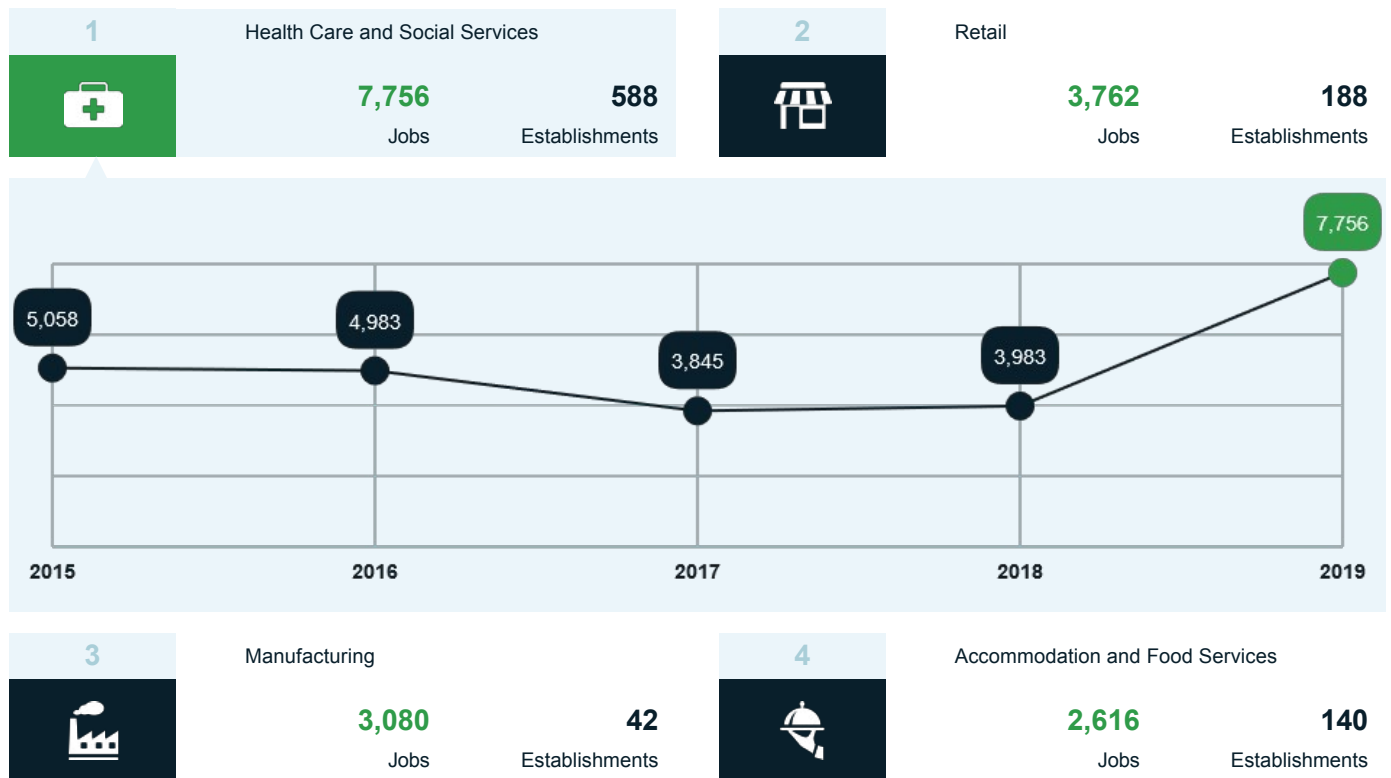 1
Health Care and Social Services
7,756
588
Jobs
Establishments
2
Retail
3,762
188
Jobs
Establishments
7,756
5,058
4,983
3,845
3,983
2015
2016
2017
2018
2019
3
Manufacturing
3,080
42
Jobs
Establishments
4
Accommodation and Food Services
2,616
140
Jobs
Establishments